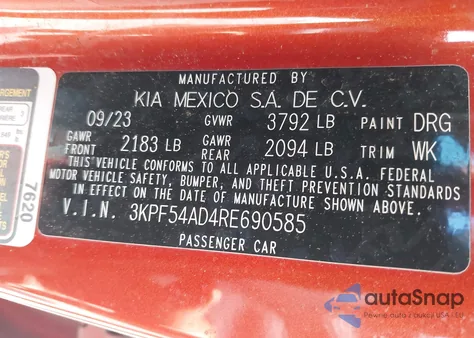 MANUFACTURED BY
KIA MEXICO S.A. DE C.V.
09/23 GVWR 3792 LB PAINT DRG
GAWR FRONT 2183 LB GAWR REAR 2094 LB TRIM WK
THIS VEHICLE CONFORMS TO ALL APPLICABLE U.S.A. FEDERAL
MOTOR VEHICLE SAFETY, BUMPER, AND THEFT PREVENTION STANDARDS
IN EFFECT ON THE DATE OF MANUFACTURE SHOWN ABOVE.
V.I.N. 3KPF54AD4RE690585
PASSENGER CAR
7620
autoSnap